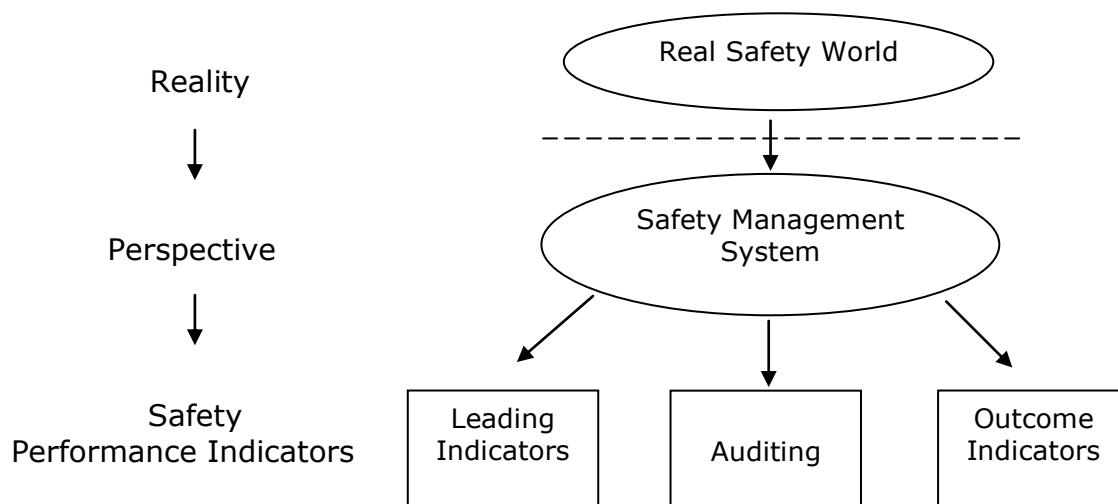 Real Safety World
Reality
Safety Management
System
Perspective
Safety
Performance Indicators
Leading
Indicators
Auditing
Outcome
Indicators